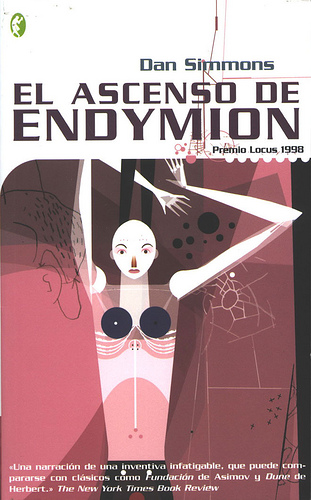 Dan Simmons
EL ASCENSO DE
ENDYMION
Premio Locus 1998
«Una narración de una inventiva infatigable, que puede com-
pararse con clásicos como Fundación de Asimov y Dune de
Herbert.» The New York Times Book Review